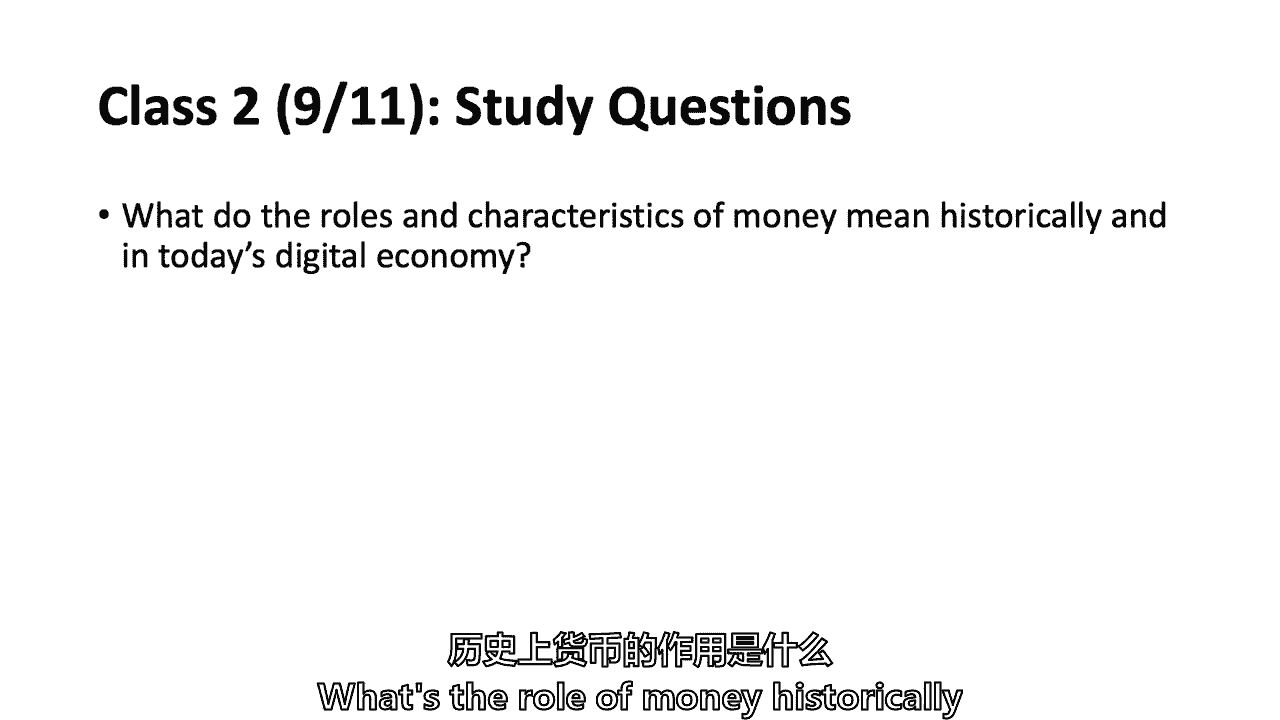 Class 2 (9/11): Study Questions
• What do the roles and characteristics of money mean historically and
in today’s digital economy?
历史上货币的作用是什么
What's the role of money historically